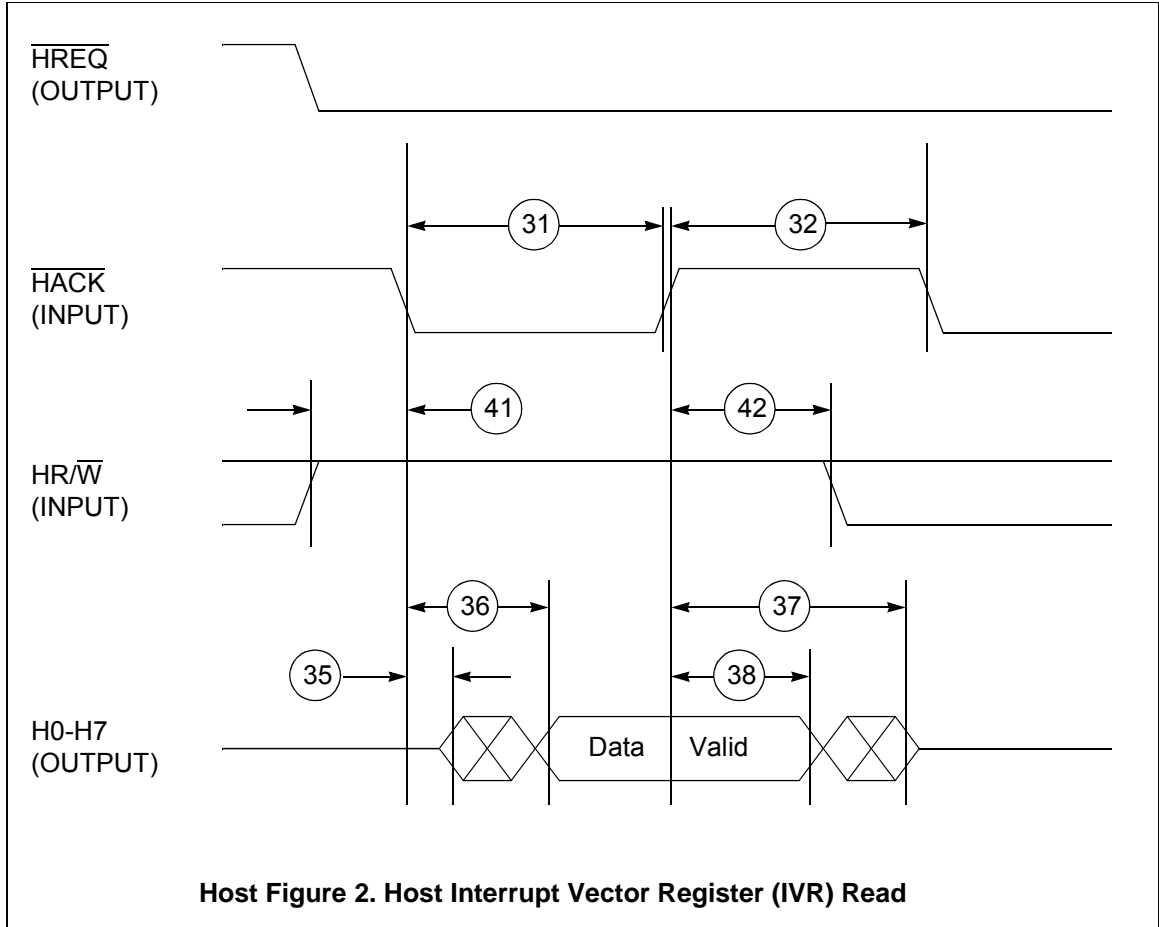 HREQ
(OUTPUT)
31
32
HACK
(INPUT)
41
42
HR/W
(INPUT)
36
37
35
38
H0-H7
(OUTPUT)
Data Valid
Host Figure 2. Host Interrupt Vector Register (IVR) Read